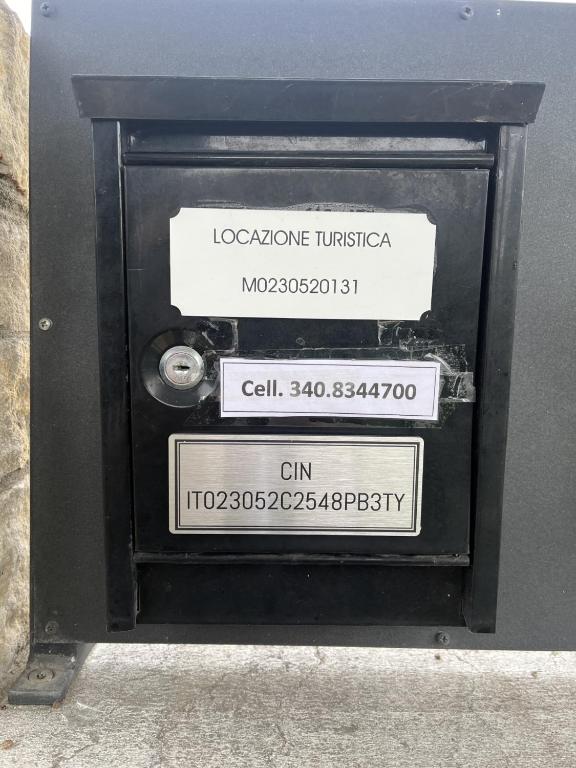 LOCAZIONE TURISTICA
M0230520131
Cell. 340.8344700
CIN
IT023052C2548PB3TY